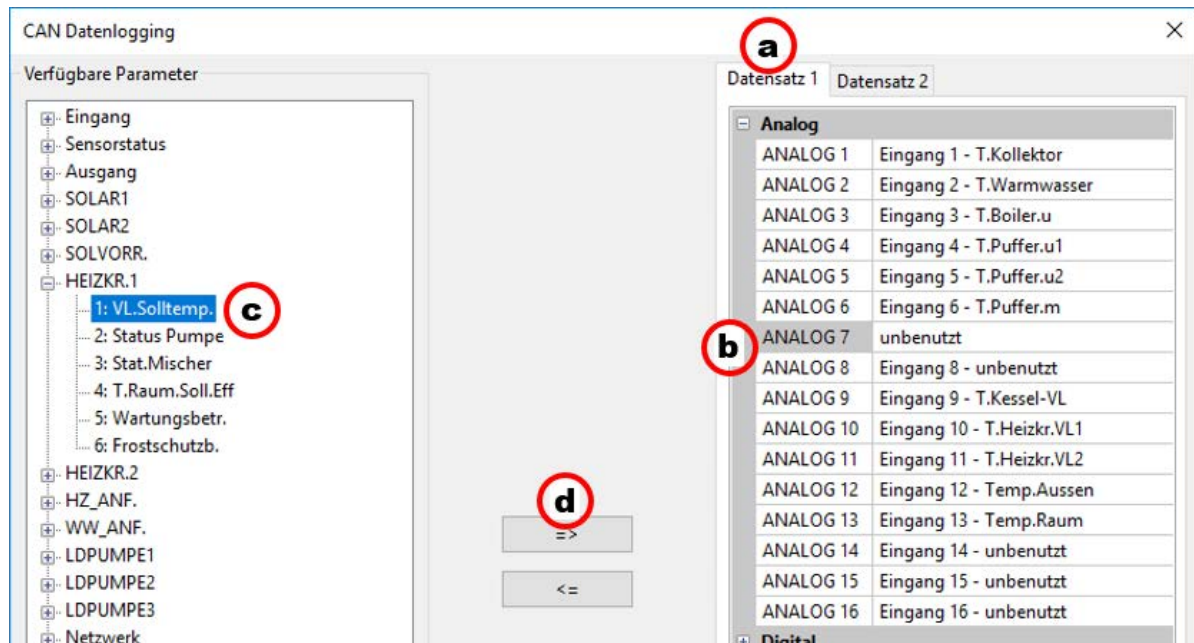 CAN Datenlogging
a
Verfügbare Parameter
Datensatz 1
Datensatz 2
Eingang
Sensorstatus
Ausgang
SOLAR1
SOLAR2
SOLVORR.
HEIZKR.1
1: VL.Solltemp.
c
2: Status Pumpe
3: Stat.Mischer
4: T.Raum.Soll.Eff
5: Wartungsbetr.
6: Frostschutzb.
HEIZKR.2
HZ_ANF.
WW_ANF.
LDPUMPE1
LDPUMPE2
LDPUMPE3
Netzwerk
d
=>
<=
Analog
ANALOG 1 Eingang 1 - T.Kollektor
ANALOG 2 Eingang 2 - T.Warmwasser
ANALOG 3 Eingang 3 - T.Boiler.u
ANALOG 4 Eingang 4 - T.Puffer.u1
ANALOG 5 Eingang 5 - T.Puffer.u2
ANALOG 6 Eingang 6 - T.Puffer.m
b
ANALOG 7 unbenutzt
ANALOG 8 Eingang 8 - unbenutzt
ANALOG 9 Eingang 9 - T.Kessel-VL
ANALOG 10 Eingang 10 - T.Heizkr.VL1
ANALOG 11 Eingang 11 - T.Heizkr.VL2
ANALOG 12 Eingang 12 - Temp.Aussen
ANALOG 13 Eingang 13 - Temp.Raum
ANALOG 14 Eingang 14 - unbenutzt
ANALOG 15 Eingang 15 - unbenutzt
ANALOG 16 Eingang 16 - unbenutzt
Digital